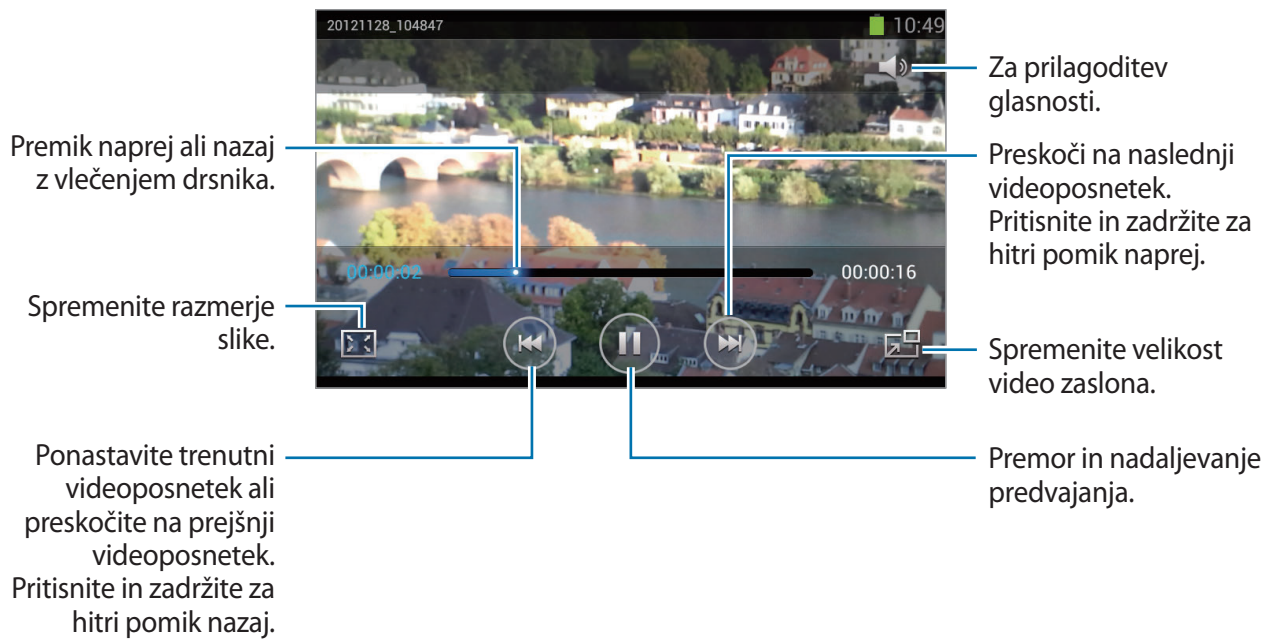 20121128_104847
10:49
Za prilagoditev
glasnosti.
Premik naprej ali nazaj
z vlečenjem drsnika.
Preskoči na naslednji
videoposnetek.
Pritisnite in zadržite za
hitri pomik naprej.
00:00:02
00:00:16
Spremenite razmerje
slike.
Spremenite velikost
video zaslona.
Ponastavite trenutni
videoposnetek ali
preskočite na prejšnji
videoposnetek.
Pritisnite in zadržite za
hitri pomik nazaj.
Premor in nadaljevanje
predvajanja.